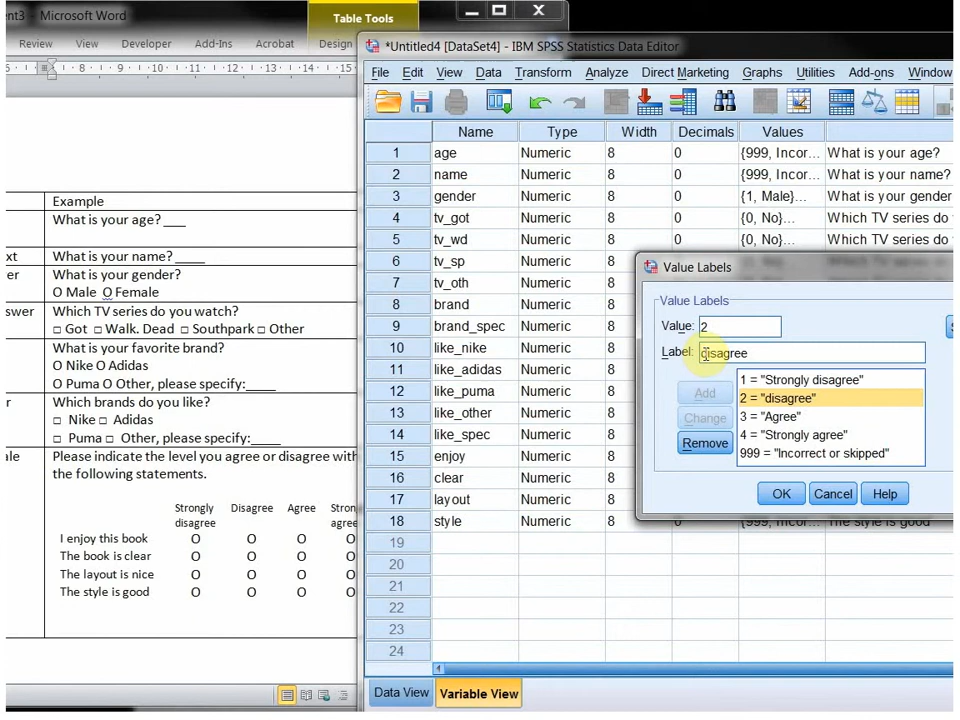 ent3 - Microsoft Word
Table Tools
Review View Developer Add-Ins Acrobat Design
8 9 10 11 12 13 14 15
Example
What is your age? ___
xt What is your name? ____
er What is your gender?
O Male O Female
swer Which TV series do you watch?
□ Got □ Walk. Dead □ Southpark □ Other
What is your favorite brand?
O Nike O Adidas
O Puma O Other, please specify:____
r Which brands do you like?
□ Nike □ Adidas
□ Puma □ Other, please specify:____
ale Please indicate the level you agree or disagree with
the following statements.
Strongly Disagree Agree Stron
disagree agree
I enjoy this book O O O O
The book is clear O O O O
The layout is nice O O O O
The style is good O O O O
*Untitled4 [DataSet4] - IBM SPSS Statistics Data Editor
File Edit View Data Transform Analyze Direct Marketing Graphs Utilities Add-ons Window
Name Type Width Decimals Values
1 age Numeric 8 0 {999, Incor... What is your age?
2 name Numeric 8 0 {999, Incor... What is your name?
3 gender Numeric 8 0 {1, Male}... What is your gender
4 tv_got Numeric 8 0 {0, No}... Which TV series do
5 tv_wd Numeric 8 0 {0, No}... Which TV series do
6 tv_sp Numeric 8
7 tv_oth Numeric 8
8 brand Numeric 8
9 brand_spec Numeric 8
10 like_nike Numeric 8
11 like_adidas Numeric 8
12 like_puma Numeric 8
13 like_other Numeric 8
14 like_spec Numeric 8
15 enjoy Numeric 8
16 clear Numeric 8
17 layout Numeric 8
18 style Numeric 8 0 {999, Incor... The style is good
19
20
21
22
23
24
Value Labels
Value Labels
Value: 2
Label: disagree
Add
Change
Remove
1 = "Strongly disagree"
2 = "disagree"
3 = "Agree"
4 = "Strongly agree"
999 = "Incorrect or skipped"
OK Cancel Help
Data View Variable View